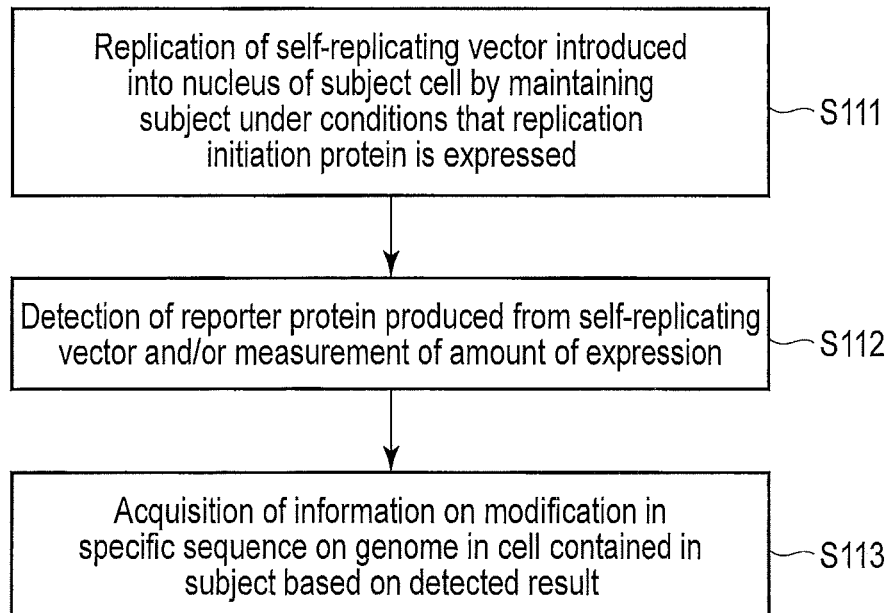 Replication of self-replicating vector introduced
into nucleus of subject cell by maintaining
subject under conditions that replication
initiation protein is expressed
S111
Detection of reporter protein produced from self-replicating
vector and/or measurement of amount of expression
S112
Acquisition of information on modification in
specific sequence on genome in cell contained in
subject based on detected result
S113